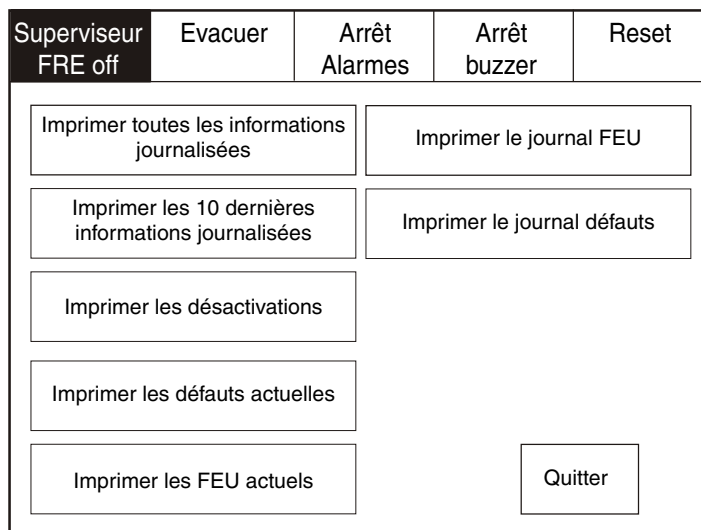 Superviseur
FRE off
Evacuer
Arrêt
Alarmes
Arrêt
buzzer
Reset
Imprimer toutes les informations
journalisées
Imprimer le journal FEU
Imprimer les 10 dernières
informations journalisées
Imprimer le journal défauts
Imprimer les désactivations
Imprimer les défauts actuelles
Imprimer les FEU actuels
Quitter